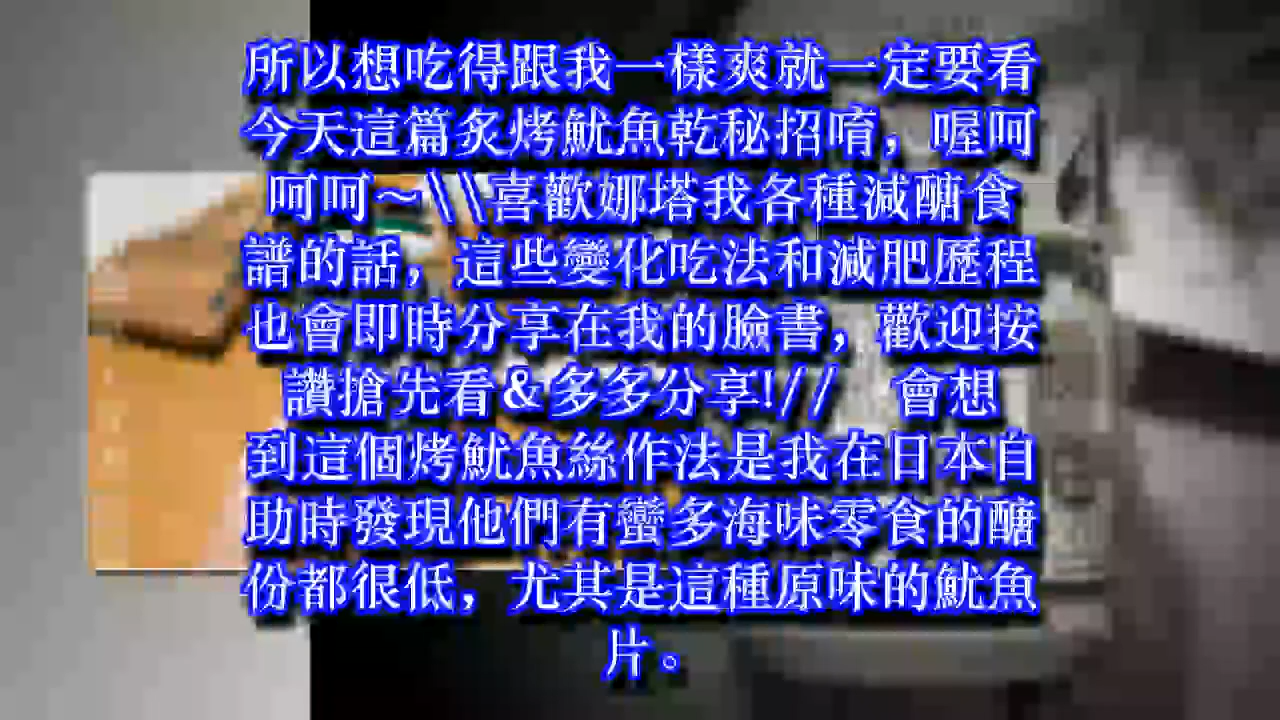 所以想吃得跟我一樣爽就一定要看
今天這篇炙烤魷魚乾秘招唷，喔呵
呵呵～\\喜歡娜塔我各種減醣食
譜的話，這些變化吃法和減肥歷程
也會即時分享在我的臉書，歡迎按
讚搶先看&多多分享!//　會想
到這個烤魷魚絲作法是我在日本自
助時發現他們有蠻多海味零食的醣
份都很低，尤其是這種原味的魷魚
片。